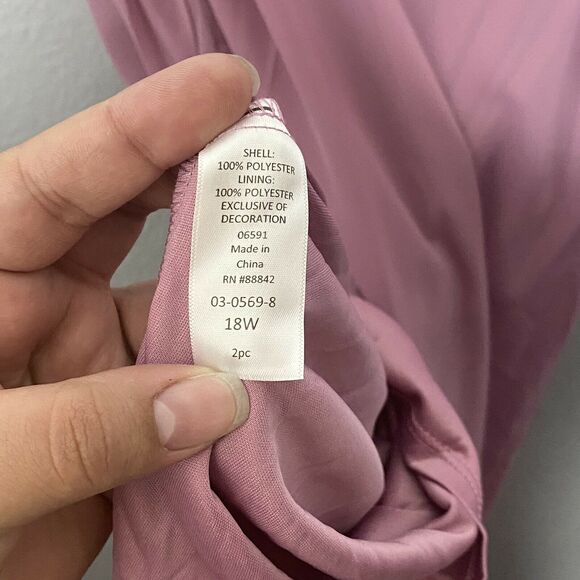 SHELL:
100% POLYESTER
LINING:
100% POLYESTER
EXCLUSIVE OF
DECORATION
06591
Made in
China
RN #88842
03-0569-8
18W
2pc